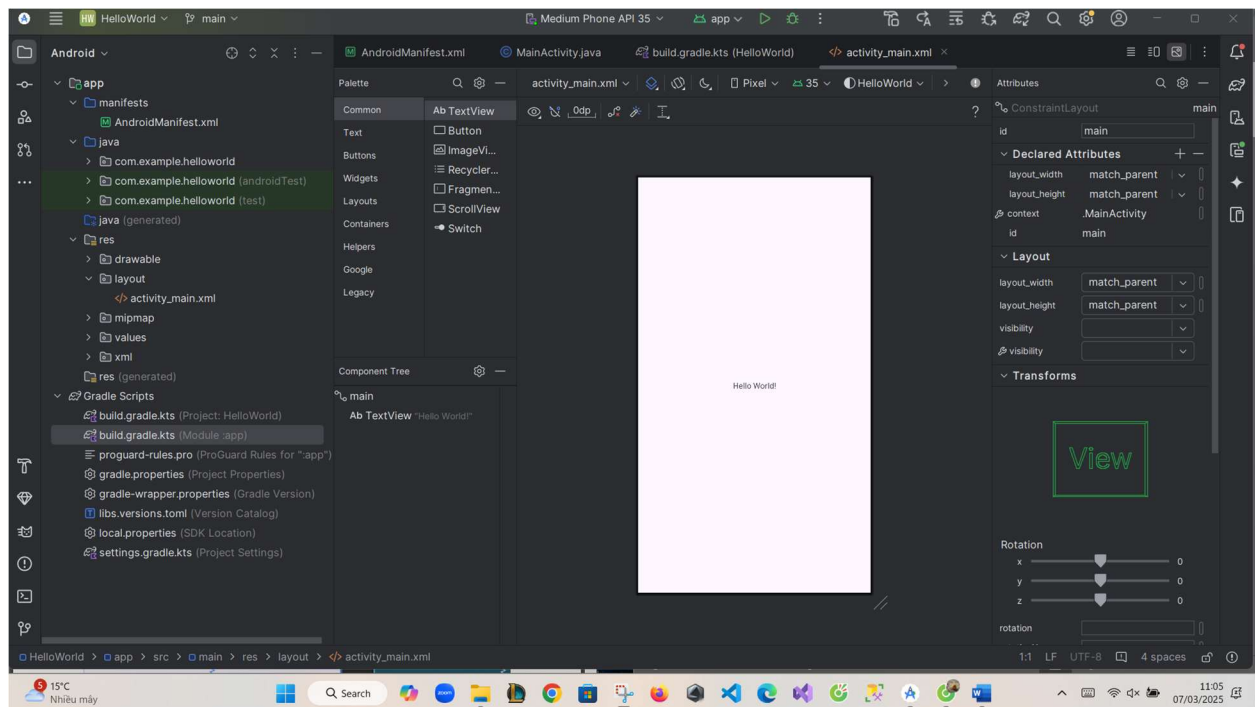 HW HelloWorld main Medium Phone API 35 app
Android
AndroidManifest.xml MainActivity.java build.gradle.kts (HelloWorld) activity_main.xml
app
manifests
AndroidManifest.xml
java
com.example.helloworld
com.example.helloworld (androidTest)
com.example.helloworld (test)
java (generated)
res
drawable
layout
activity_main.xml
mipmap
values
xml
res (generated)
Gradle Scripts
build.gradle.kts (Project: HelloWorld)
build.gradle.kts (Module :app)
proguard-rules.pro (ProGuard Rules for ":app")
gradle.properties (Project Properties)
gradle-wrapper.properties (Gradle Version)
libs.versions.toml (Version Catalog)
local.properties (SDK Location)
settings.gradle.kts (Project Settings)
Palette
Common
Text
Buttons
Widgets
Layouts
Containers
Helpers
Google
Legacy
Ab TextView
Button
ImageVi...
Recycler...
Fragmen...
ScrollView
Switch
Component Tree
main
Ab TextView "Hello World!"
activity_main.xml Pixel 35 HelloWorld
0dp
Hello World!
Attributes
ConstraintLayout main
id main
Declared Attributes
layout_width match_parent
layout_height match_parent
context .MainActivity
id main
Layout
layout_width match_parent
layout_height match_parent
visibility
visibility
Transforms
View
Rotation
x 0
y 0
z 0
rotation
HelloWorld > app > src > main > res > layout > activity_main.xml
1:1 LF UTF-8 4 spaces
5 15°C
Nhiều mây
Search
zoom
11:05
07/03/2025